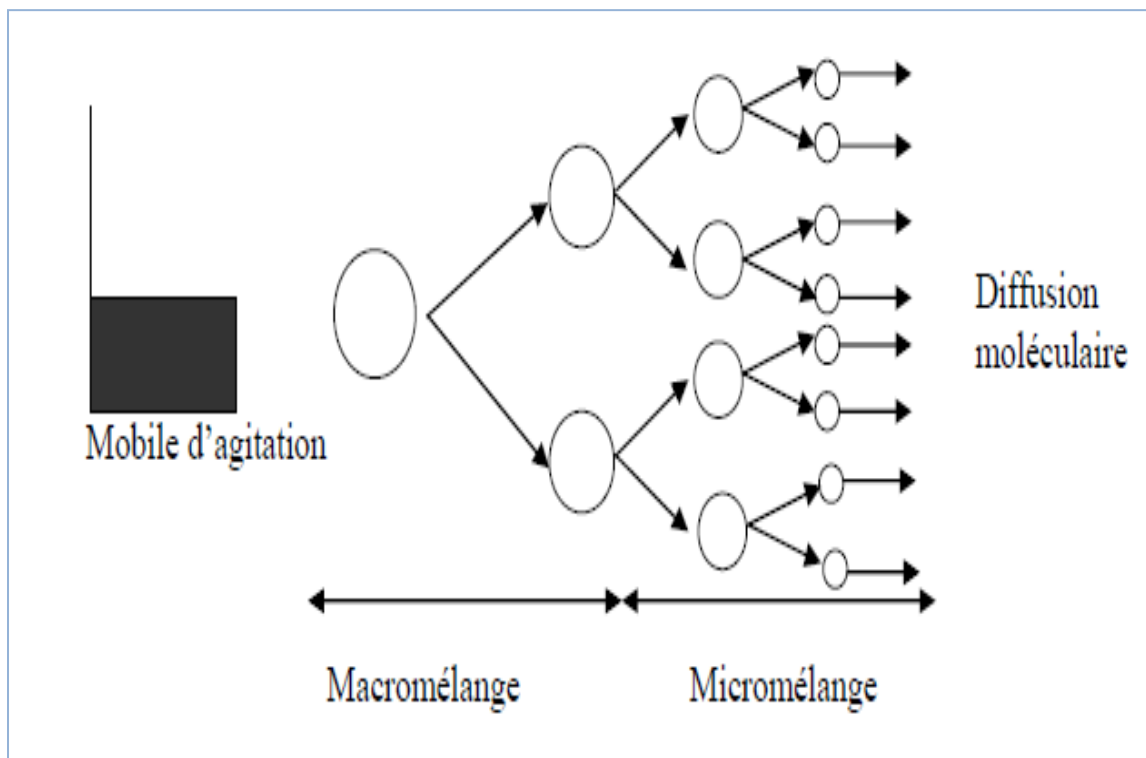 Mobile d’agitation
Diffusion
moléculaire
Macromélange
Micromélange